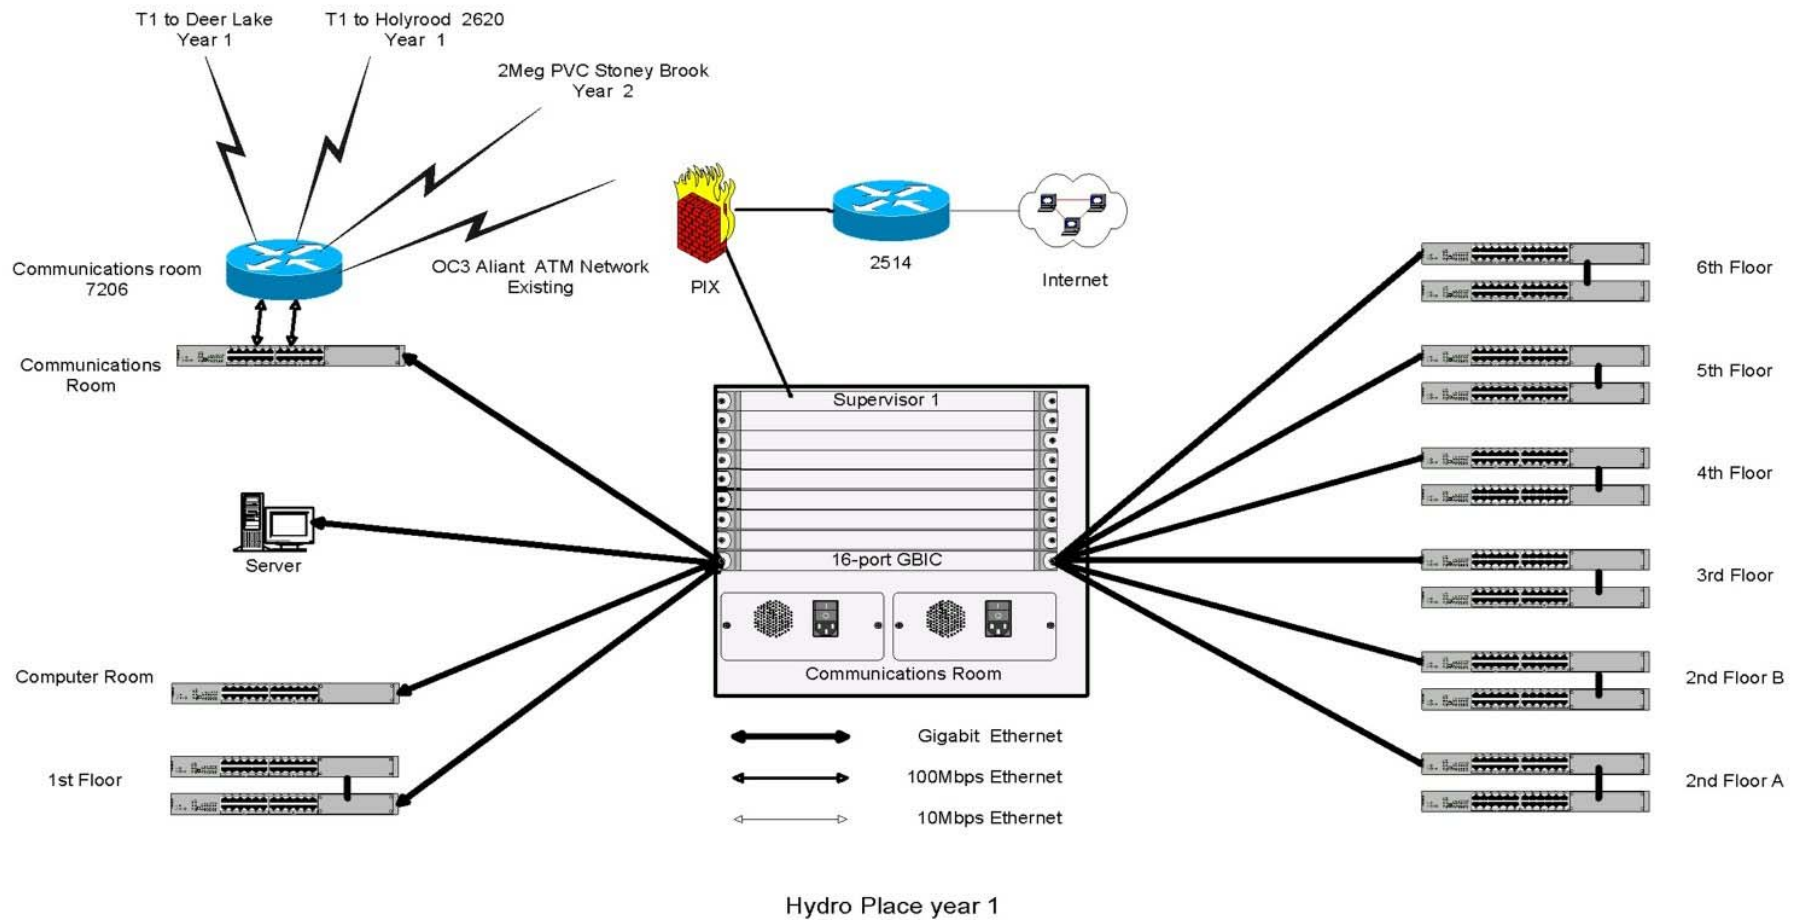 T1 to Deer Lake
Year 1
T1 to Holyrood 2620
Year 1
2Meg PVC Stoney Brook
Year 2
Communications room
7206
OC3 Aliant ATM Network
Existing
PIX
2514
Internet
Communications
Room
Server
Computer Room
1st Floor
Supervisor 1
16-port GBIC
Communications Room
6th Floor
5th Floor
4th Floor
3rd Floor
2nd Floor B
2nd Floor A
Gigabit Ethernet
100Mbps Ethernet
10Mbps Ethernet
Hydro Place year 1